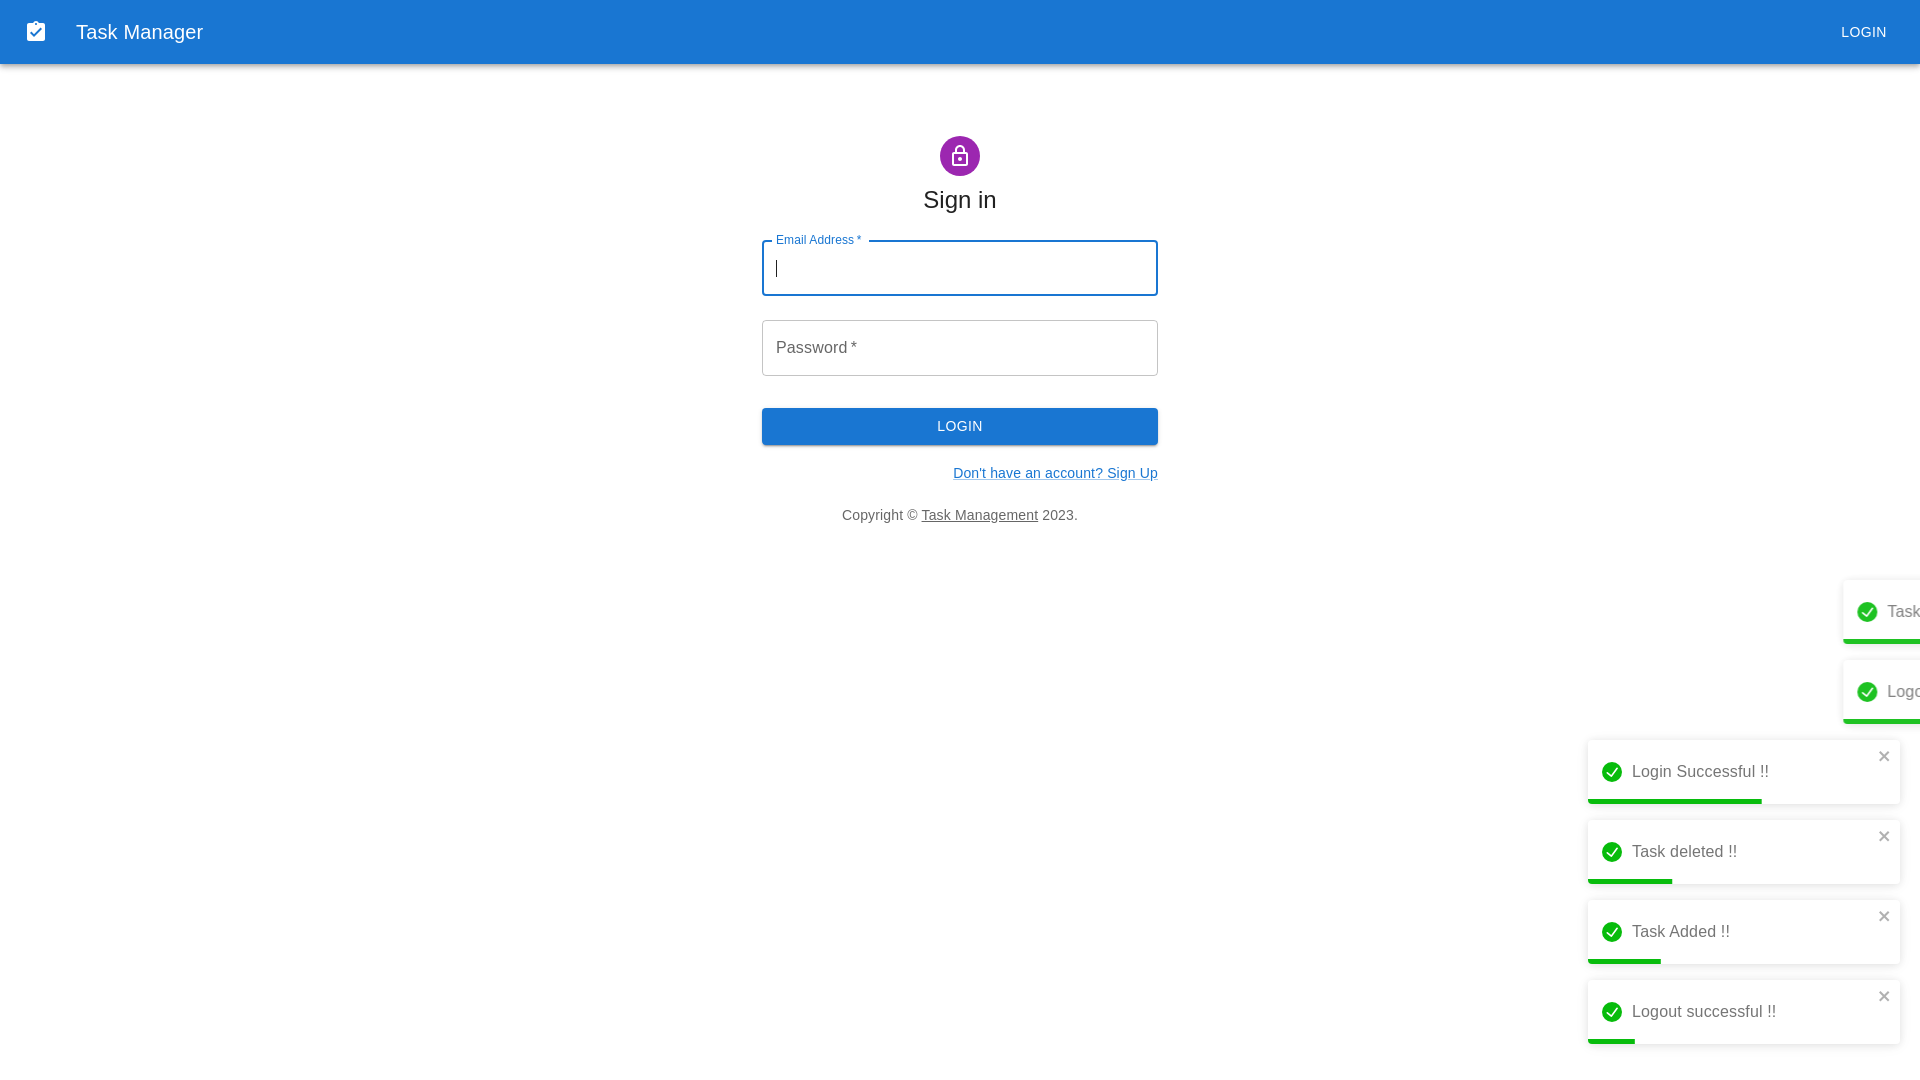 Task Manager
LOGIN
Sign in
Email Address *
Password *
LOGIN
Don't have an account? Sign Up
Copyright © Task Management 2023.
Task
Logo
Login Successful !!
Task deleted !!
Task Added !!
Logout successful !!